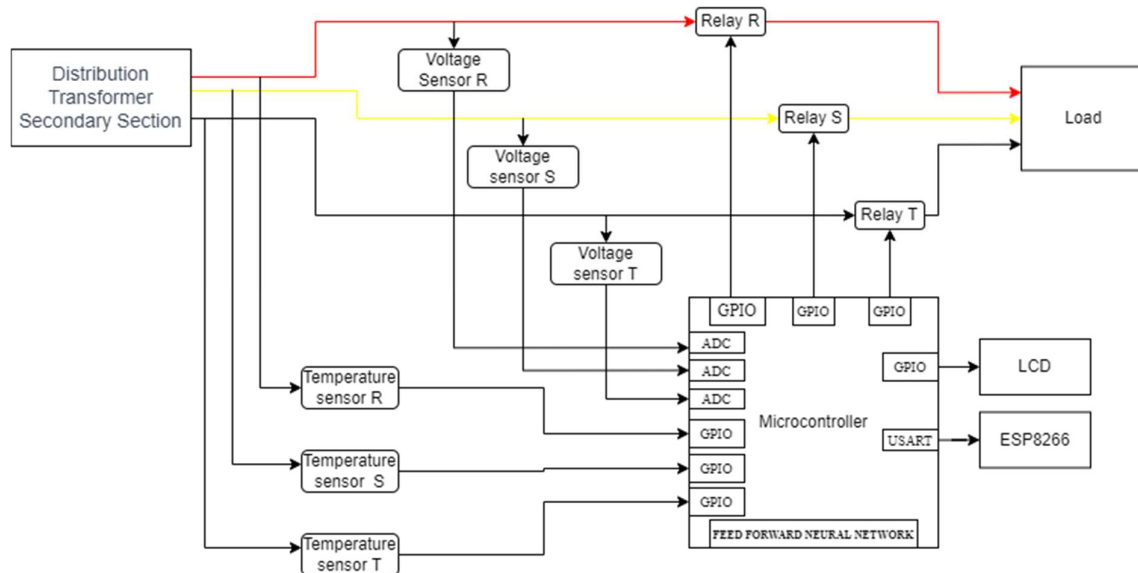 Relay R
Distribution
Transformer
Secondary Section
Voltage
Sensor R
Load
Relay S
Voltage
sensor S
Relay T
Voltage
sensor T
GPIO
GPIO
GPIO
ADC
ADC
ADC
GPIO
GPIO
GPIO
GPIO
USART
Microcontroller
FEED FORWARD NEURAL NETWORK
LCD
ESP8266
Temperature
sensor R
Temperature
sensor  S
Temperature
sensor T